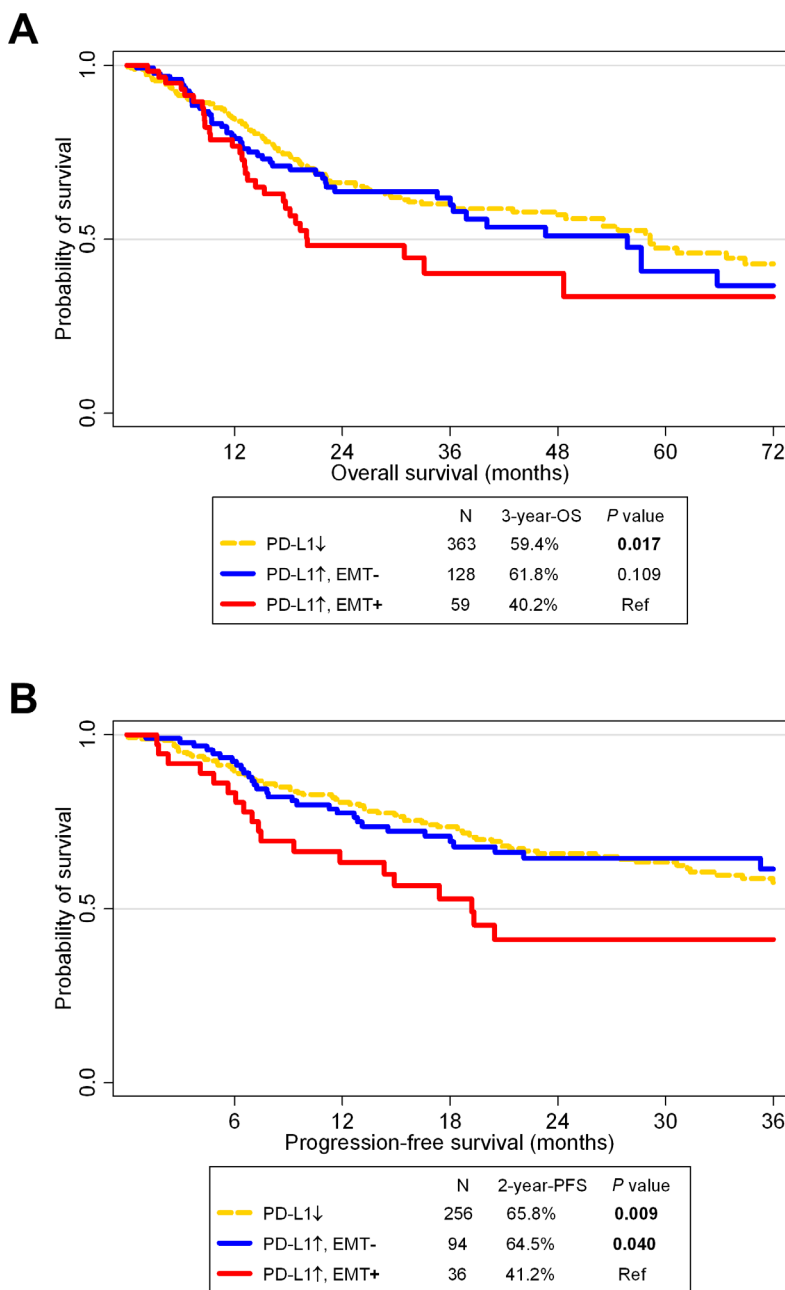 A
Probability of survival
1.0
0.5
0.0
12 24 36 48 60 72
Overall survival (months)
N 3-year-OS P value
PD-L1↓ 363 59.4% 0.017
PD-L1↑, EMT- 128 61.8% 0.109
PD-L1↑, EMT+ 59 40.2% Ref
B
Probability of survival
1.0
0.5
0.0
6 12 18 24 30 36
Progression-free survival (months)
N 2-year-PFS P value
PD-L1↓ 256 65.8% 0.009
PD-L1↑, EMT- 94 64.5% 0.040
PD-L1↑, EMT+ 36 41.2% Ref